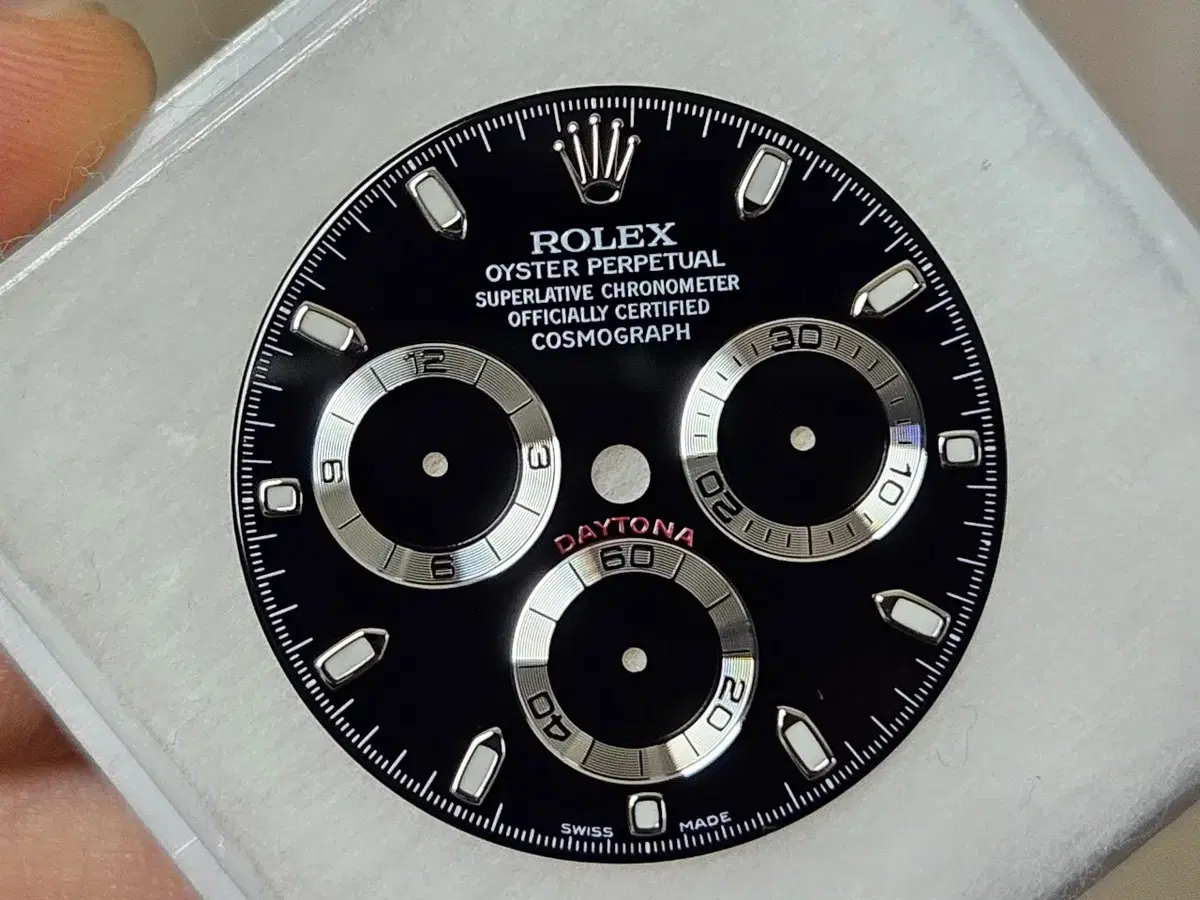 ROLEX
OYSTER PERPETUAL
SUPERLATIVE CHRONOMETER
OFFICIALLY CERTIFIED
COSMOGRAPH
12
3
6
9
30
10
20
DAYTONA
60
20
40
SWISS MADE